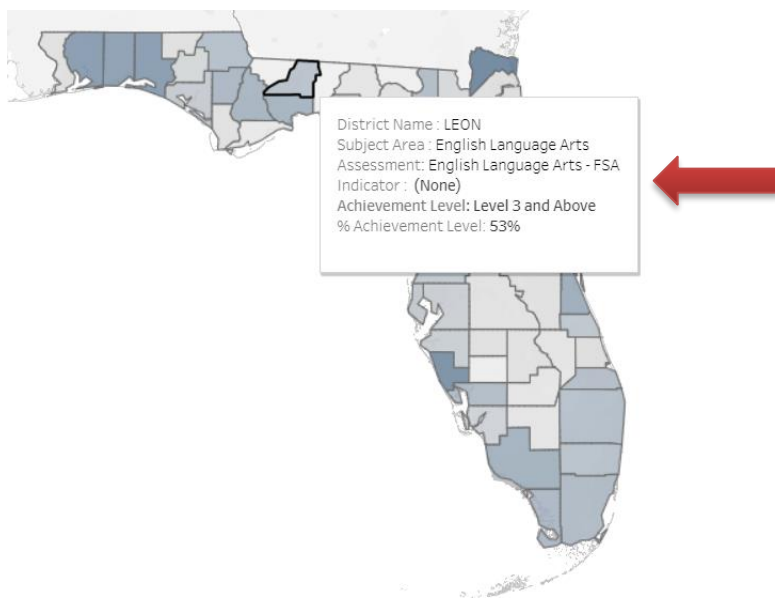 District Name : LEON
Subject Area : English Language Arts
Assessment: English Language Arts - FSA
Indicator : (None)
Achievement Level: Level 3 and Above
% Achievement Level: 53%